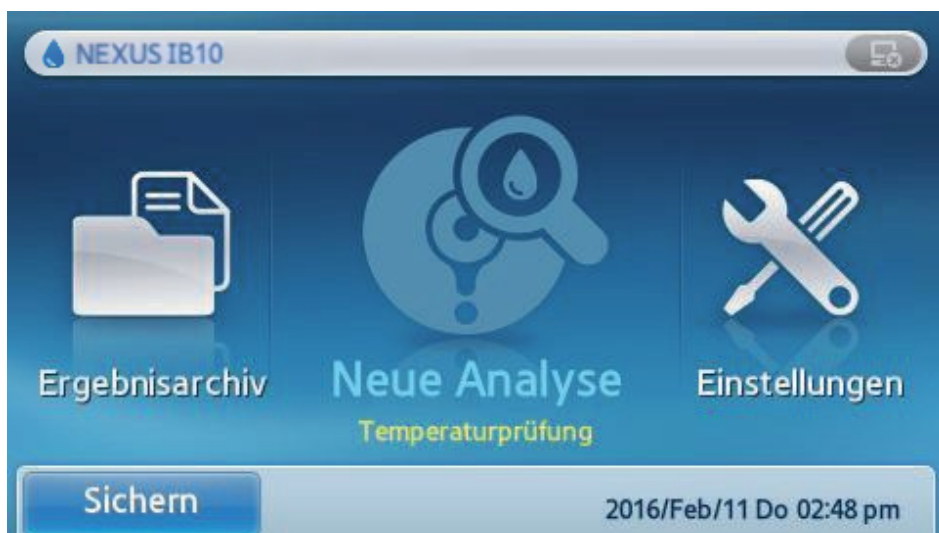 NEXUS IB10
Ergebnisarchiv
Neue Analyse
Einstellungen
Temperaturprüfung
Sichern
2016/Feb/11 Do 02:48 pm